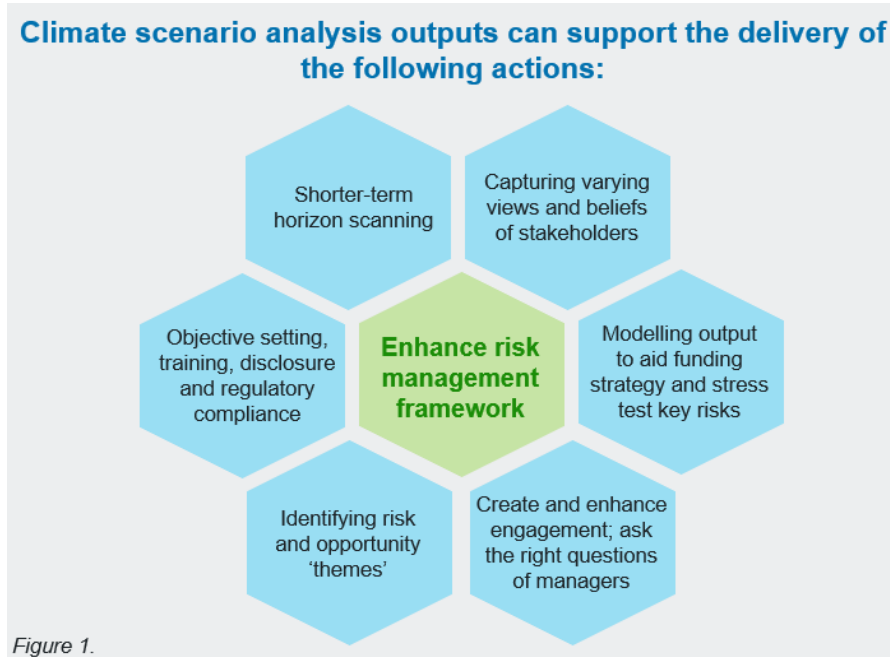 Climate scenario analysis outputs can support the delivery of
the following actions:
Shorter-term
horizon scanning
Capturing varying
views and beliefs
of stakeholders
Objective setting,
training, disclosure
and regulatory
compliance
Enhance risk
management
framework
Modelling output
to aid funding
strategy and stress
test key risks
Identifying risk
and opportunity
‘themes’
Create and enhance
engagement; ask
the right questions
of managers
Figure 1.